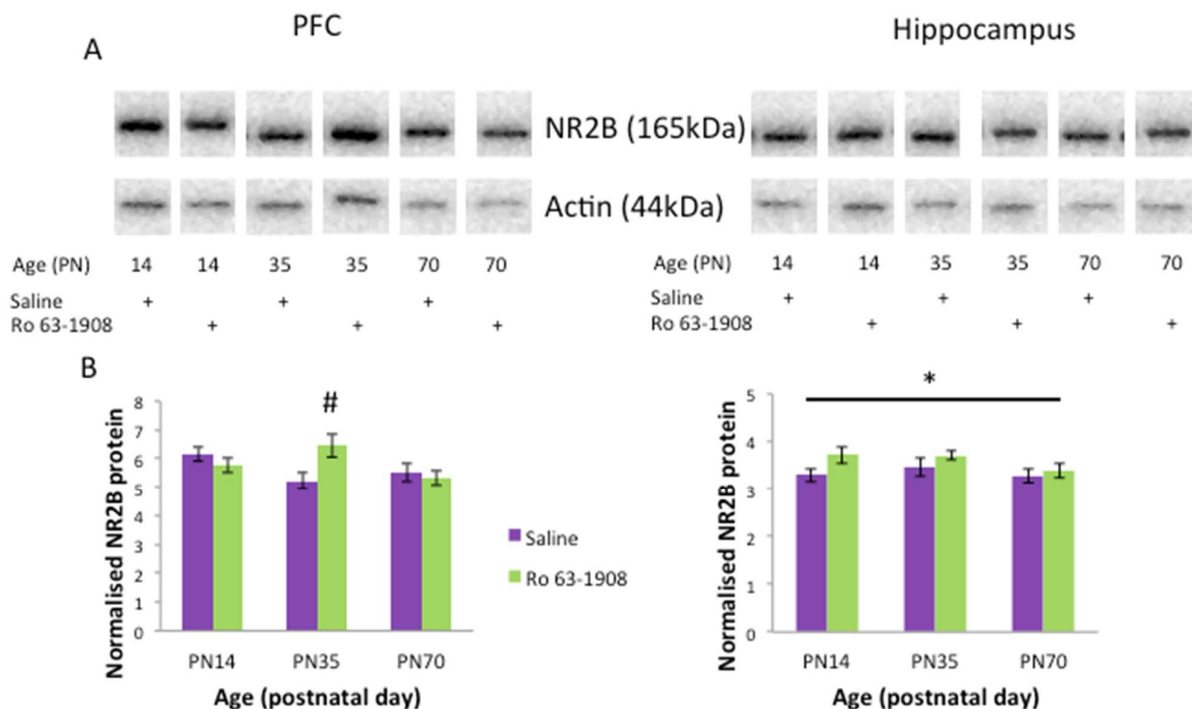 PFC
Hippocampus
A
NR2B (165kDa)
Actin (44kDa)
Age (PN) 14 14 35 35 70 70
Saline + + +
Ro 63-1908 + + +
Age (PN) 14 14 35 35 70 70
Saline + + +
Ro 63-1908 + + +
B
Normalised NR2B protein
8
7
6
5
4
3
2
1
0
#
PN14 PN35 PN70
Age (postnatal day)
Saline
Ro 63-1908
Normalised NR2B protein
5
4
3
2
1
0
*
PN14 PN35 PN70
Age (postnatal day)